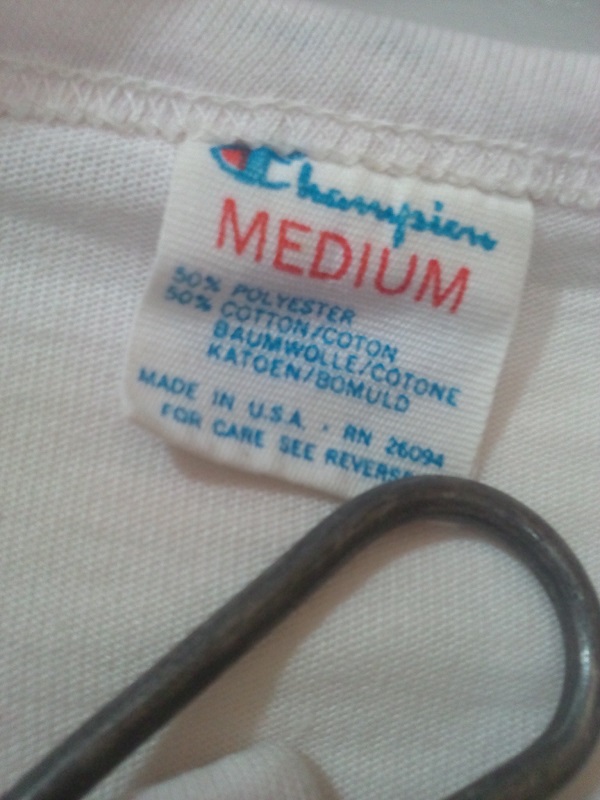 Champion
MEDIUM
50% POLYESTER
50% COTTON/COTON
BAUMWOLLE/COTONE
KATOEN/BOMULD
MADE IN U.S.A. · RN 26094
FOR CARE SEE REVERSE